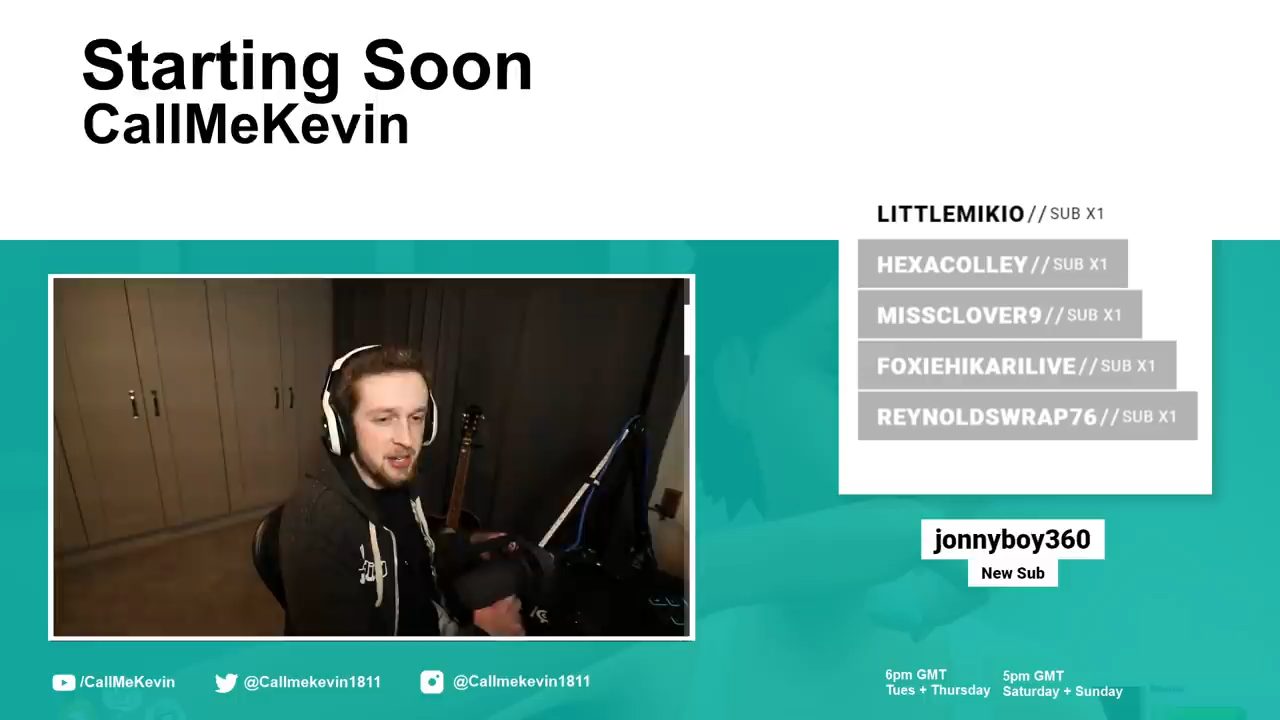 Starting Soon
CallMeKevin
LITTLEMIKIO//SUB X1
HEXACOLLEY//SUB X1
MISSCLOVER9//SUB X1
FOXIEHIKARILIVE//SUB X1
REYNOLDSWRAP76//SUB X1
jonnyboy360
New Sub
/CallMeKevin
@Callmekevin1811
@Callmekevin1811
6pm GMT
Tues + Thursday
5pm GMT
Saturday + Sunday